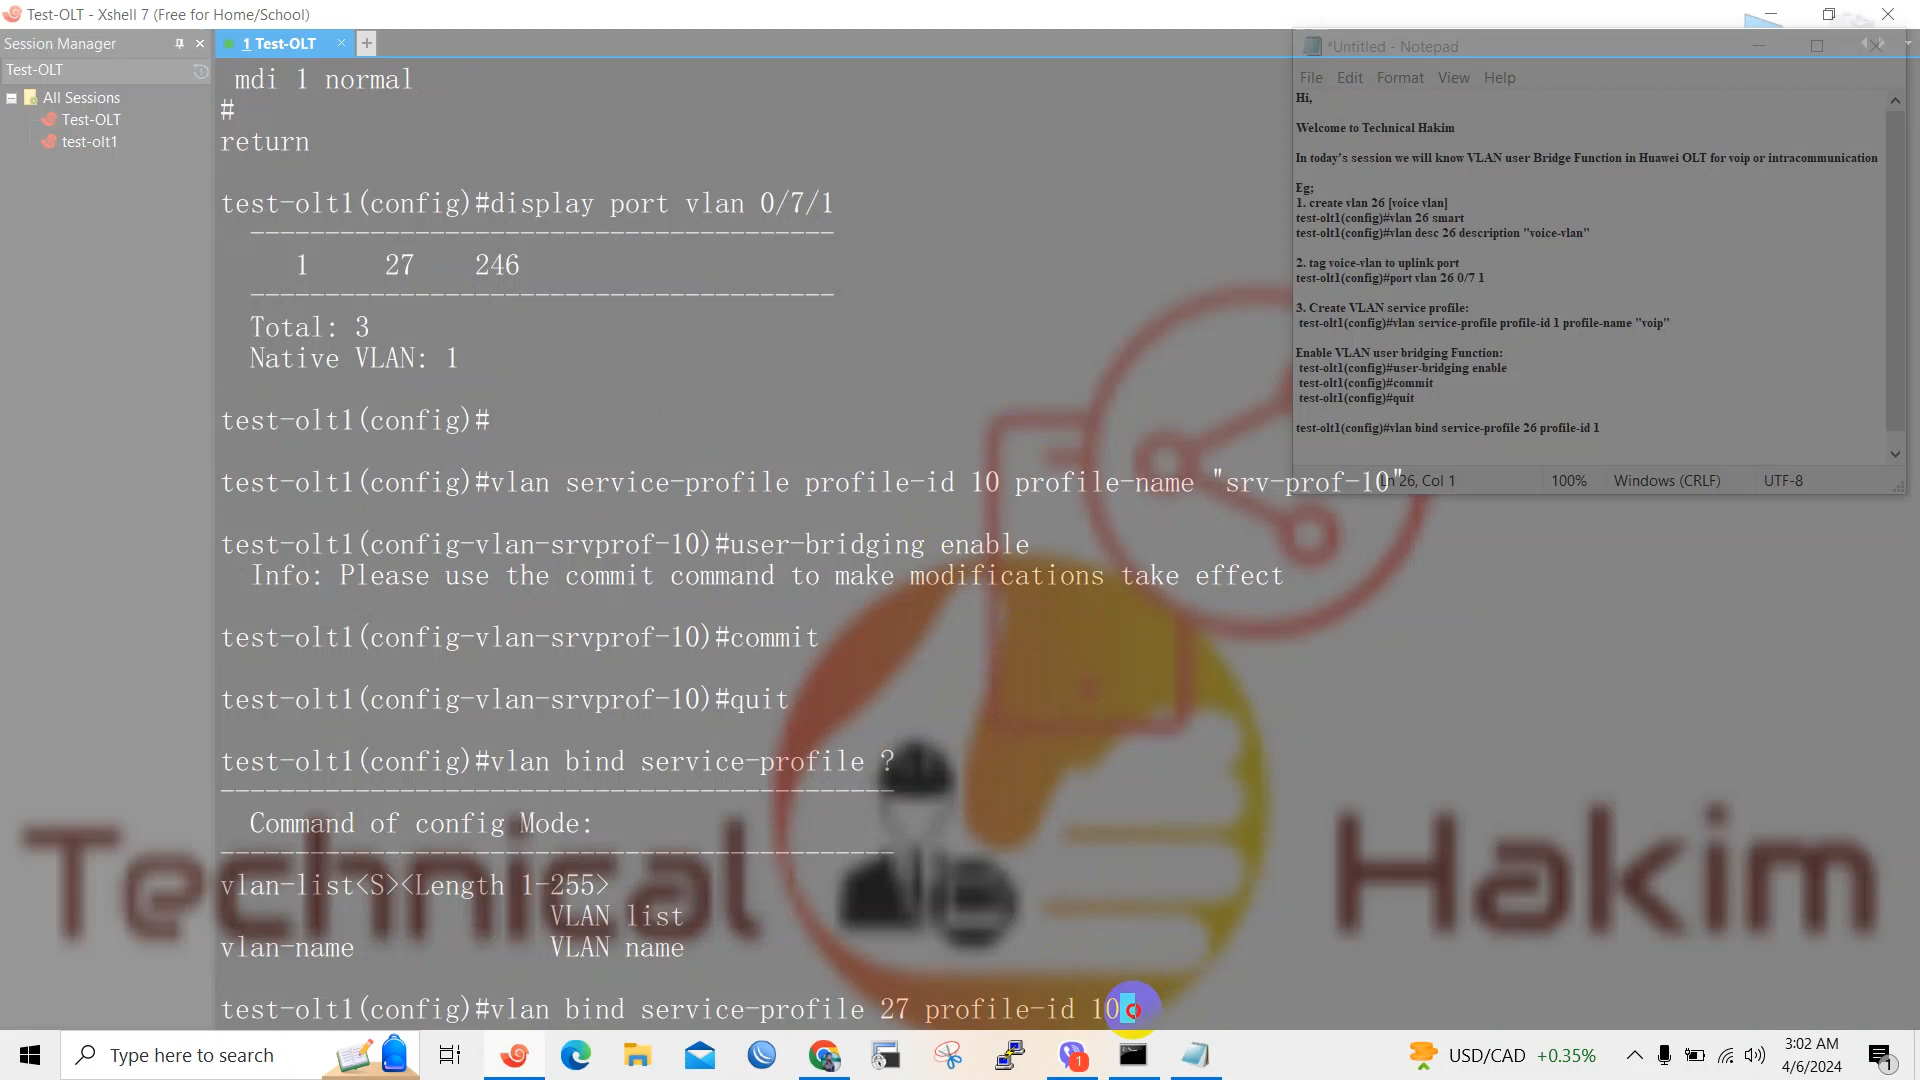 Test-OLT - Xshell 7 (Free for Home/School)
Session Manager
1 Test-OLT
Test-OLT
All Sessions
Test-OLT
test-olt1
mdi 1 normal
#
return
test-olt1(config)#display port vlan 0/7/1
1 27 246
Total: 3
Native VLAN: 1
test-olt1(config)#
test-olt1(config)#vlan service-profile profile-id 10 profile-name "srv-prof-10"
test-olt1(config-vlan-srvprof-10)#user-bridging enable
Info: Please use the commit command to make modifications take effect
test-olt1(config-vlan-srvprof-10)#commit
test-olt1(config-vlan-srvprof-10)#quit
test-olt1(config)#vlan bind service-profile ?
Command of config Mode:
vlan-list<S><Length 1-255>
VLAN list
vlan-name VLAN name
test-olt1(config)#vlan bind service-profile 27 profile-id 10
*Untitled - Notepad
File Edit Format View Help
Hi,
Welcome to Technical Hakim
In today's session we will know VLAN user Bridge Function in Huawei OLT for voip or intracommunication
Eg;
1. create vlan 26 [voice vlan]
test-olt1(config)#vlan 26 smart
test-olt1(config)#vlan desc 26 description "voice-vlan"
2. tag voice-vlan to uplink port
test-olt1(config)#port vlan 26 0/7 1
3. Create VLAN service profile:
test-olt1(config)#vlan service-profile profile-id 1 profile-name "voip"
Enable VLAN user bridging Function:
test-olt1(config)#user-bridging enable
test-olt1(config)#commit
test-olt1(config)#quit
test-olt1(config)#vlan bind service-profile 26 profile-id 1
Ln 26, Col 1 100% Windows (CRLF) UTF-8
Technical Hakim
Type here to search
1
USD/CAD +0.35%
3:02 AM
4/6/2024
1